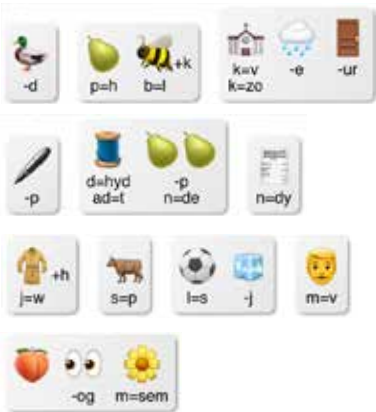 +k
-d p=h b=l k=v -e -ur
k=zo
-p d=hyd -p n=dy
ad=t n=de
+h
j=w s=p l=s -j m=v
-og m=sem